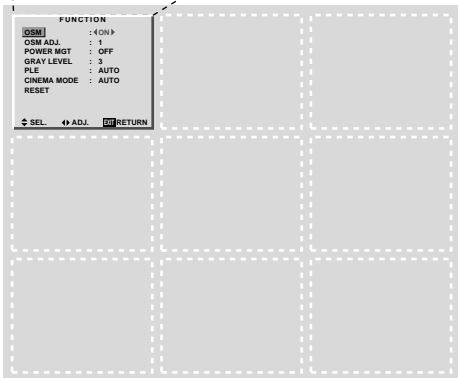 FUNCTION
OSM : ◀ON▶
OSM ADJ. : 1
POWER MGT : OFF
GRAY LEVEL : 3
PLE : AUTO
CINEMA MODE : AUTO
RESET
SEL. ADJ. EXIT RETURN